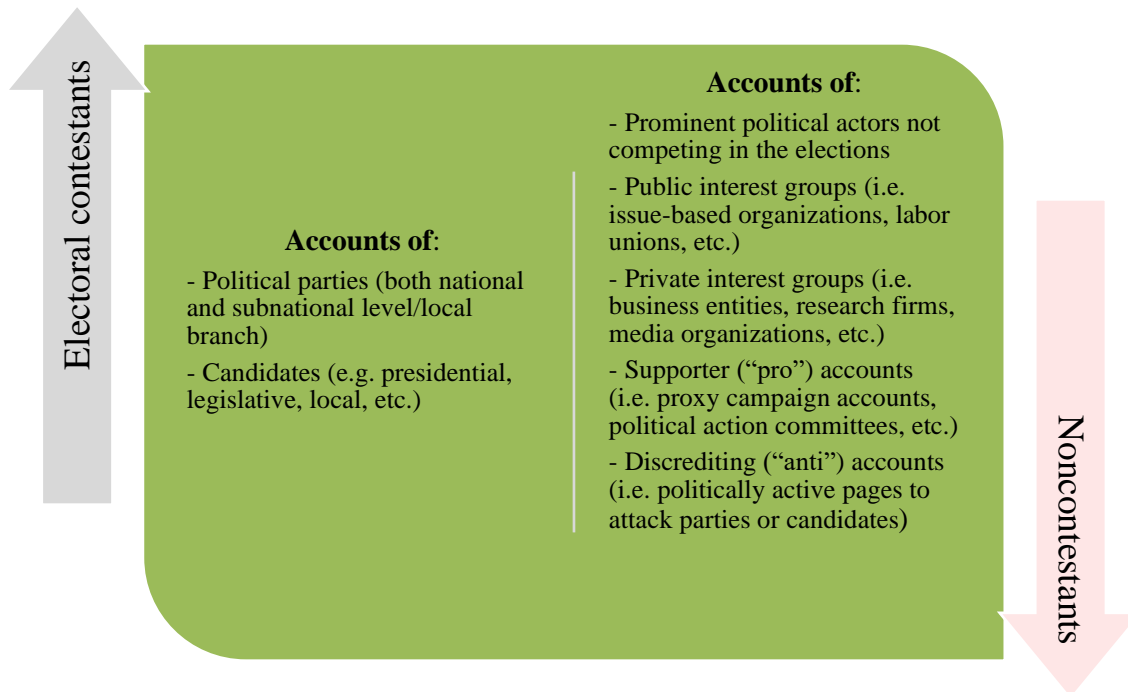 Electoral contestants
Accounts of:
- Political parties (both national
and subnational level/local
branch)
- Candidates (e.g. presidential,
legislative, local, etc.)
Accounts of:
- Prominent political actors not
competing in the elections
- Public interest groups (i.e.
issue-based organizations, labor
unions, etc.)
- Private interest groups (i.e.
business entities, research firms,
media organizations, etc.)
- Supporter (“pro”) accounts
(i.e. proxy campaign accounts,
political action committees, etc.)
- Discrediting (“anti”) accounts
(i.e. politically active pages to
attack parties or candidates)
Noncontestants